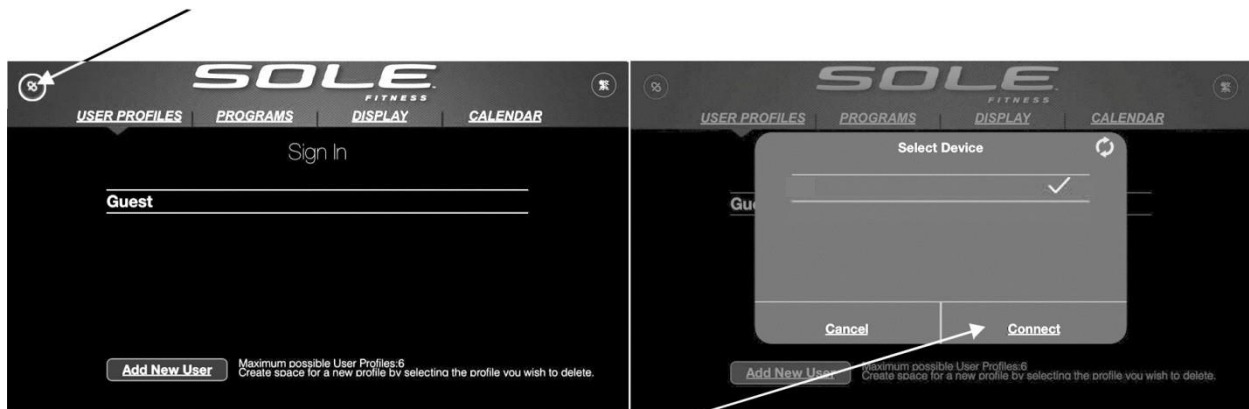 SOLE
FITNESS
USER PROFILES PROGRAMS DISPLAY CALENDAR
Sign In
Guest
Add New User Maximum possible User Profiles:6
Create space for a new profile by selecting the profile you wish to delete.
SOLE
FITNESS
USER PROFILES PROGRAMS DISPLAY CALENDAR
Select Device
Gu
Cancel Connect
Add New User Maximum possible User Profiles:6
Create space for a new profile by selecting the profile you wish to delete.